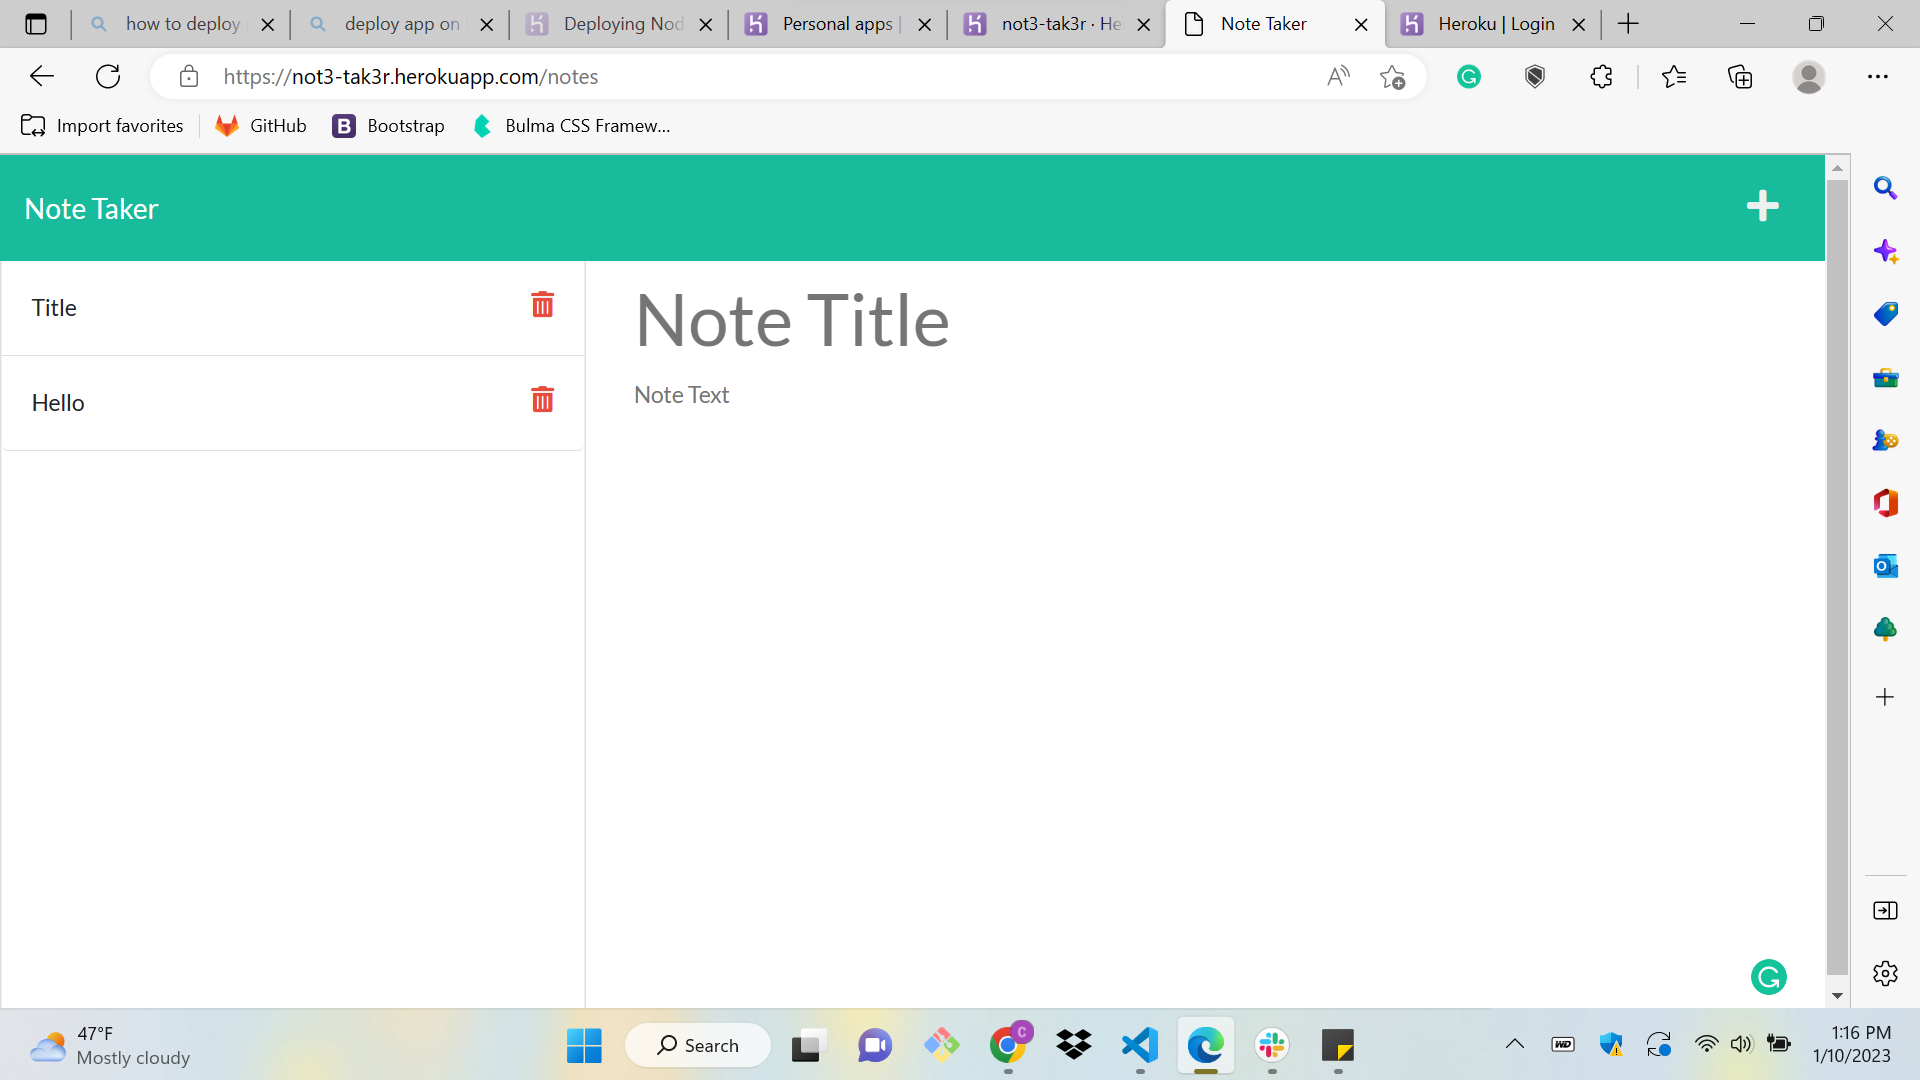 how to deploy
deploy app on
Deploying Nod
Personal apps |
not3-tak3r · He
Note Taker
Heroku | Login
https://not3-tak3r.herokuapp.com/notes
Import favorites
GitHub
B
Bootstrap
Bulma CSS Framew...
Note Taker
Title
Hello
Note Title
Note Text
47°F
Mostly cloudy
Search
C
WD
1:16 PM
1/10/2023